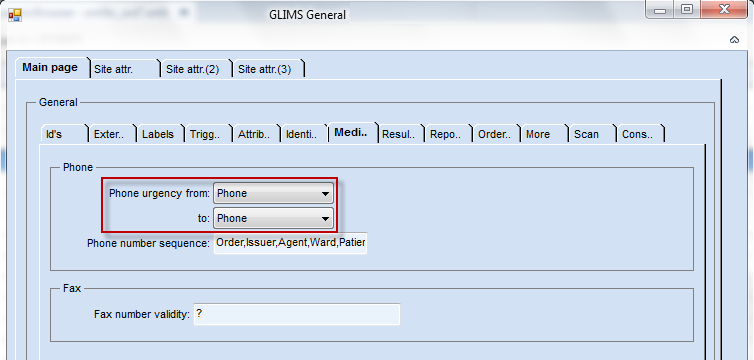 GLIMS General
Main page Site attr. Site attr.(2) Site attr.(3)
General
Id's Exter.. Labels Trigg.. Attrib.. Identi.. Medi.. Resul.. Repo.. Order.. More Scan Cons..
Phone
Phone urgency from: Phone
to: Phone
Phone number sequence: Order,Issuer,Agent,Ward,Patier
Fax
Fax number validity: ?